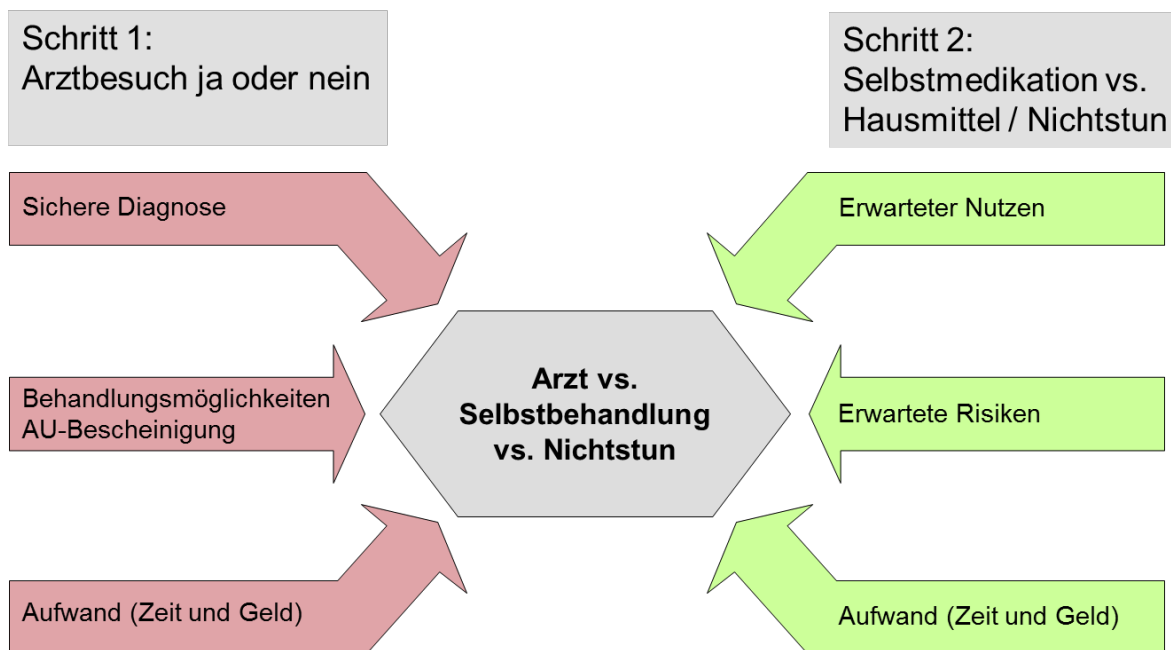 Schritt 1:
Arztbesuch ja oder nein
Schritt 2:
Selbstmedikation vs.
Hausmittel / Nichtstun
Sichere Diagnose
Erwarteter Nutzen
Behandlungsmöglichkeiten
AU-Bescheinigung
Arzt vs.
Selbstbehandlung
vs. Nichtstun
Erwartete Risiken
Aufwand (Zeit und Geld)
Aufwand (Zeit und Geld)